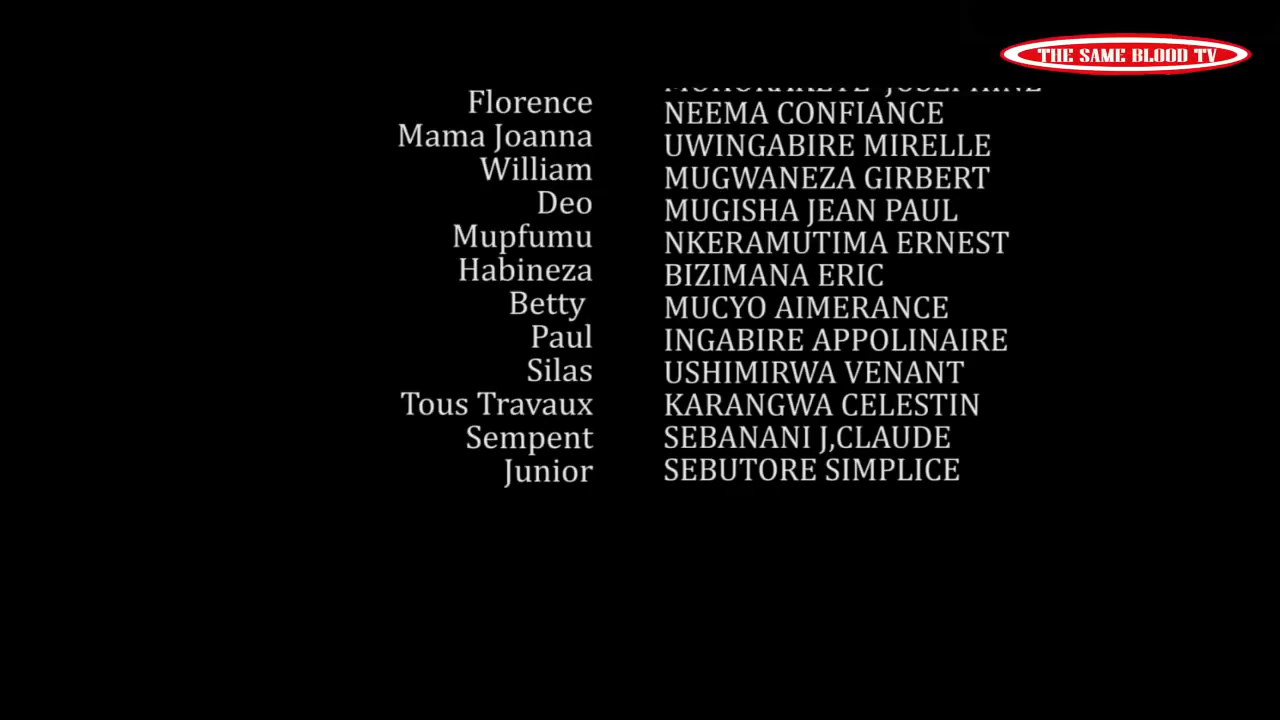 THE SAME BLOOD TV
Florence NEEMA CONFIANCE
Mama Joanna UWINGABIRE MIRELLE
William MUGWANEZA GIRBERT
Deo MUGISHA JEAN PAUL
Mupfumu NKERAMUTIMA ERNEST
Habineza BIZIMANA ERIC
Betty MUCYO AIMERANCE
Paul INGABIRE APPOLINAIRE
Silas USHIMIRWA VENANT
Tous Travaux KARANGWA CELESTIN
Sempent SEBANANI J,CLAUDE
Junior SEBUTORE SIMPLICE